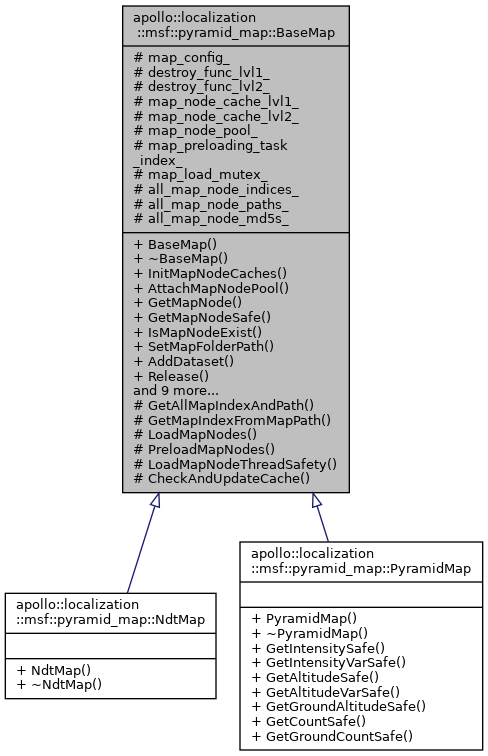 apollo::localization
::msf::pyramid_map::BaseMap
# map_config_
# destroy_func_lvl1_
# destroy_func_lvl2_
# map_node_cache_lvl1_
# map_node_cache_lvl2_
# map_node_pool_
# map_preloading_task
_index_
# map_load_mutex_
# all_map_node_indices_
# all_map_node_paths_
# all_map_node_md5s_
+ BaseMap()
+ ~BaseMap()
+ InitMapNodeCaches()
+ AttachMapNodePool()
+ GetMapNode()
+ GetMapNodeSafe()
+ IsMapNodeExist()
+ SetMapFolderPath()
+ AddDataset()
+ Release()
and 9 more...
# GetAllMapIndexAndPath()
# GetMapIndexFromMapPath()
# LoadMapNodes()
# PreloadMapNodes()
# LoadMapNodeThreadSafety()
# CheckAndUpdateCache()
apollo::localization
::msf::pyramid_map::NdtMap
+ NdtMap()
+ ~NdtMap()
apollo::localization
::msf::pyramid_map::PyramidMap
+ PyramidMap()
+ ~PyramidMap()
+ GetIntensitySafe()
+ GetIntensityVarSafe()
+ GetAltitudeSafe()
+ GetAltitudeVarSafe()
+ GetGroundAltitudeSafe()
+ GetCountSafe()
+ GetGroundCountSafe()